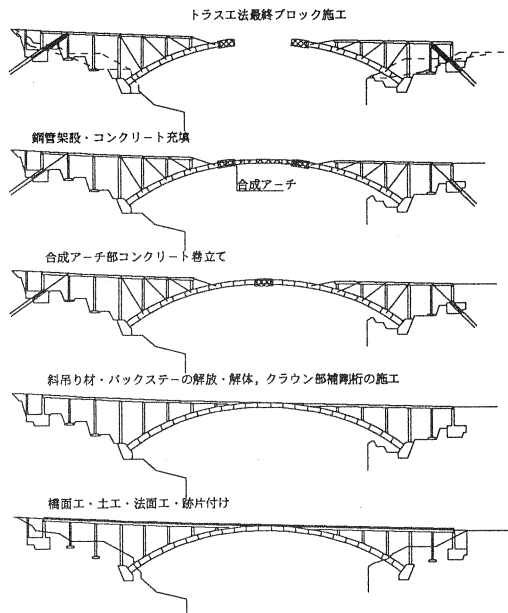 トラス工法最終ブロック施工
鋼管架設・コンクリート充填
合成アーチ
合成アーチ部コンクリート巻立て
斜吊り材・バックステーの解放・解体，クラウン部補剛桁の施工
橋面工・土工・法面工・跡片付け